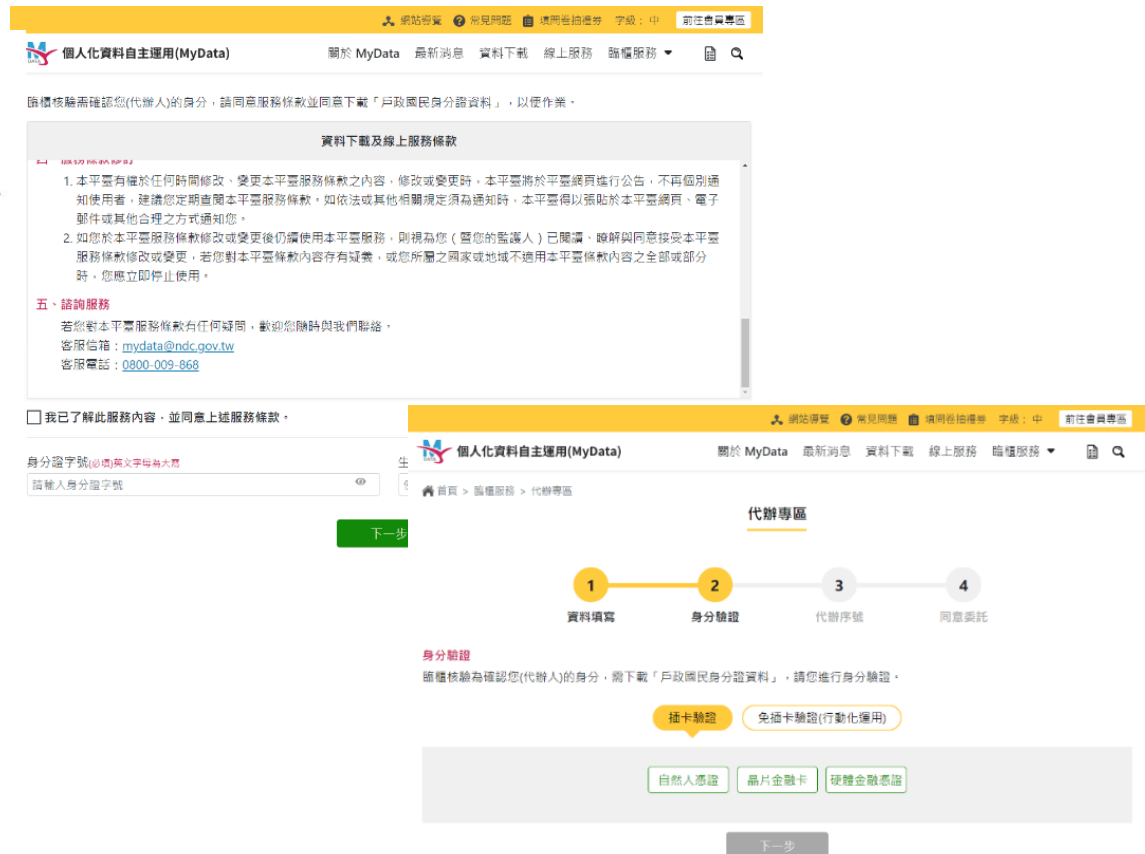 網站導覽 常見問題 填問卷抽禮券 字級：中 前往會員專區
MyDATA 個人化資料自主運用(MyData) 關於 MyData 最新消息 資料下載 線上服務 臨櫃服務
臨櫃核驗需確認您(代辦人)的身分，請同意服務條款並同意下載「戶政國民身分證資料」，以便作業。
資料下載及線上服務條款
四、服務條款修訂
1. 本平臺有權於任何時間修改、變更本平臺服務條款之內容，修改或變更時，本平臺將於平臺網頁進行公告，不再個別通
知使用者，建議您定期查閱本平臺服務條款。如依法或其他相關規定須為通知時，本平臺得以張貼於本平臺網頁、電子
郵件或其他合理之方式通知您。
2. 如您於本平臺服務條款修改或變更後仍續使用本平臺服務，則視為您（暨您的監護人）已閱讀、瞭解與同意接受本平臺
服務條款修改或變更，若您對本平臺條款內容存有疑義，或您所屬之國家或地域不適用本平臺條款內容之全部或部分
時，您應立即停止使用。
五、諮詢服務
若您對本平臺服務條款有任何疑問，歡迎您隨時與我們聯絡。
客服信箱：mydata@ndc.gov.tw
客服電話：0800-009-868
我已了解此服務內容，並同意上述服務條款。
身分證字號(必填)英文字母為大寫
請輸入身分證字號
下一步
網站導覽 常見問題 填問卷抽禮券 字級：中 前往會員專區
MyDATA 個人化資料自主運用(MyData) 關於 MyData 最新消息 資料下載 線上服務 臨櫃服務
首頁 > 臨櫃服務 > 代辦專區
代辦專區
1 2 3 4
資料填寫 身分驗證 代辦序號 同意委託
身分驗證
臨櫃核驗為確認您(代辦人)的身分，需下載「戶政國民身分證資料」，請您進行身分驗證。
插卡驗證 免插卡驗證(行動化運用)
自然人憑證 晶片金融卡 硬體金融憑證
下一步